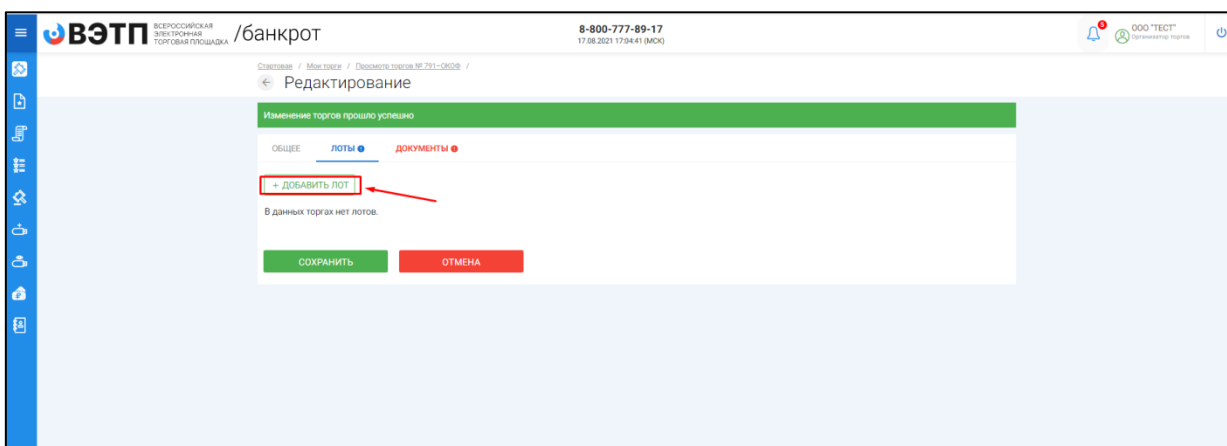 ВЭТП ВСЕРОССИЙСКАЯ ЭЛЕКТРОННАЯ ТОРГОВАЯ ПЛОЩАДКА /банкрот
8-800-777-89-17
17.08.2021 17:04:41 (МСК)
5
ООО "ТЕСТ"
Организатор торгов
Стартовая / Мои торги / Просмотр торгов № 791-ОКОФ /
Редактирование
Изменение торгов прошло успешно
ОБЩЕЕ ЛОТЫ ДОКУМЕНТЫ
+ ДОБАВИТЬ ЛОТ
В данных торгах нет лотов.
СОХРАНИТЬ ОТМЕНА